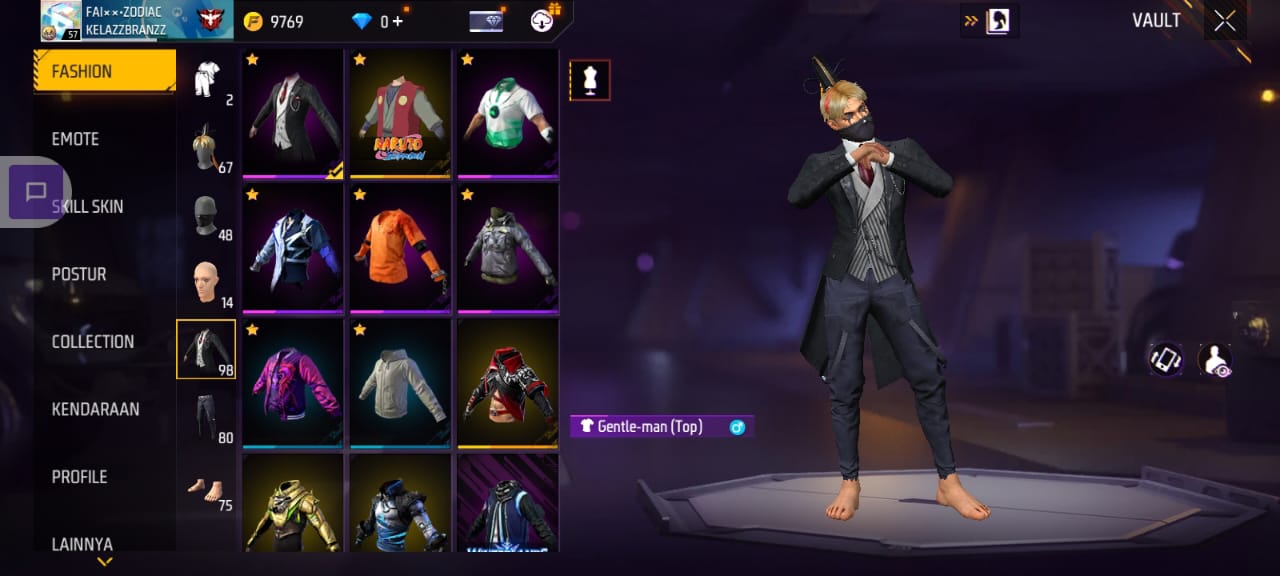 FAI××·ZODIAC
KELAZZBRANZZ
57
9769
0 +
VAULT
FASHION
EMOTE
SKILL SKIN
POSTUR
COLLECTION
KENDARAAN
PROFILE
LAINNYA
2
67
48
14
98
80
75
NARUTO
Gentle-man (Top)